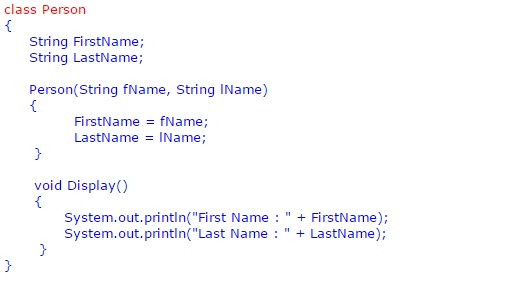 class Person
{
String FirstName;
String LastName;
Person(String fName, String lName)
{
FirstName = fName;
LastName = lName;
}
void Display()
{
System.out.println("First Name : " + FirstName);
System.out.println("Last Name : " + LastName);
}
}